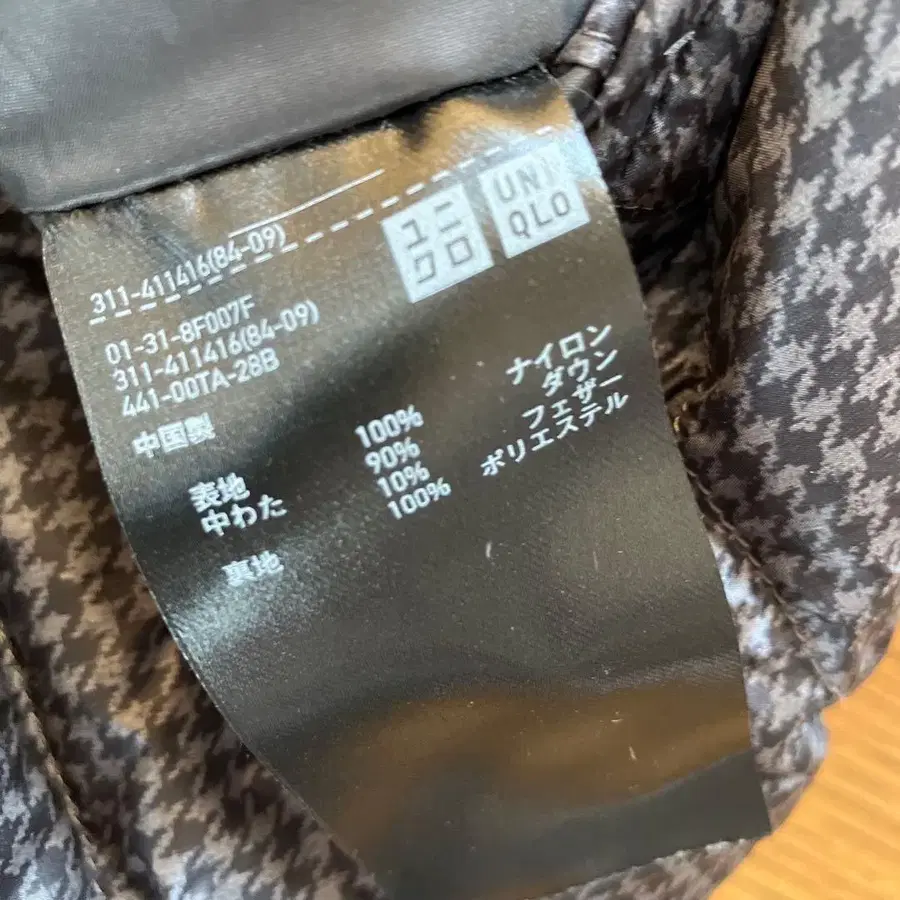 ユニ
クロ
UNI
QLO
311-411416(84-09)
01-31-8F007F
311-411416(84-09)
441-00TA-28B
中国製
表地 100% ナイロン
中わた 90% ダウン
10% フェザー
裏地 100% ポリエステル